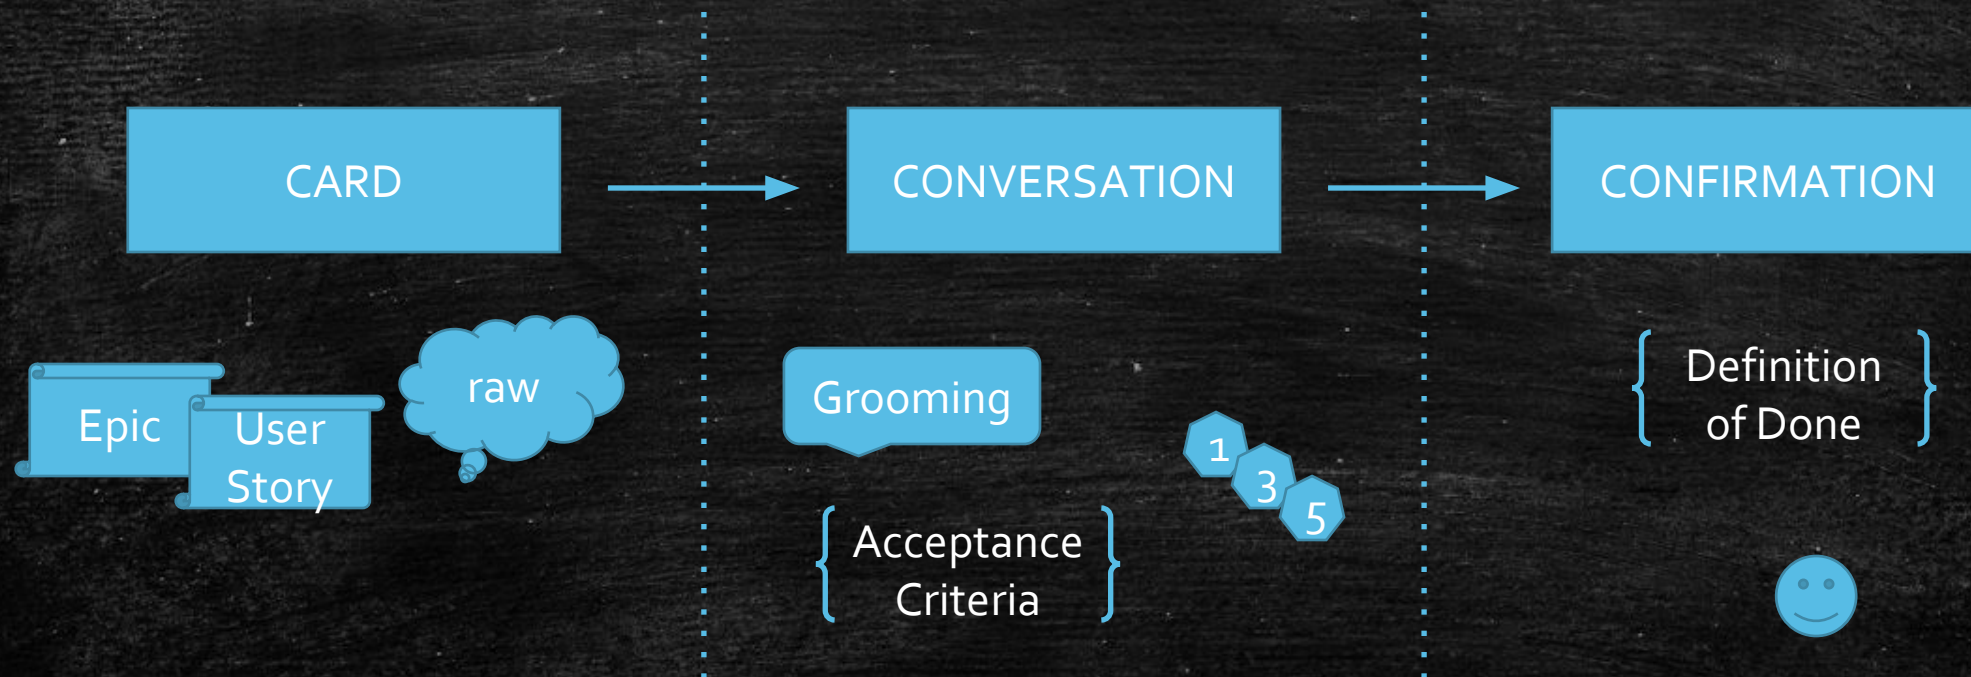 CARD
CONVERSATION
CONFIRMATION
Epic
User
Story
raw
Grooming
Acceptance
Criteria
1
3
5
Definition
of Done